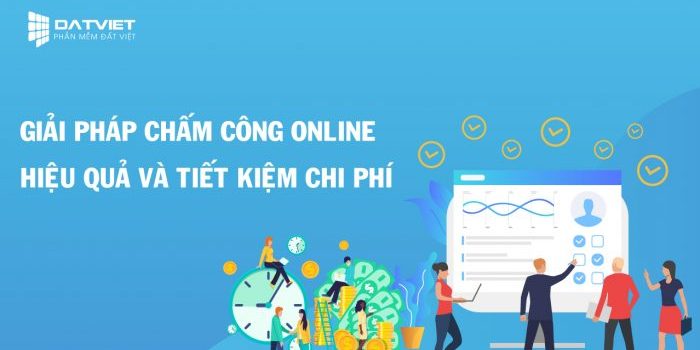 DATVIET
PHẦN MỀM ĐẤT VIỆT
GIẢI PHÁP CHẤM CÔNG ONLINE
HIỆU QUẢ VÀ TIẾT KIỆM CHI PHÍ